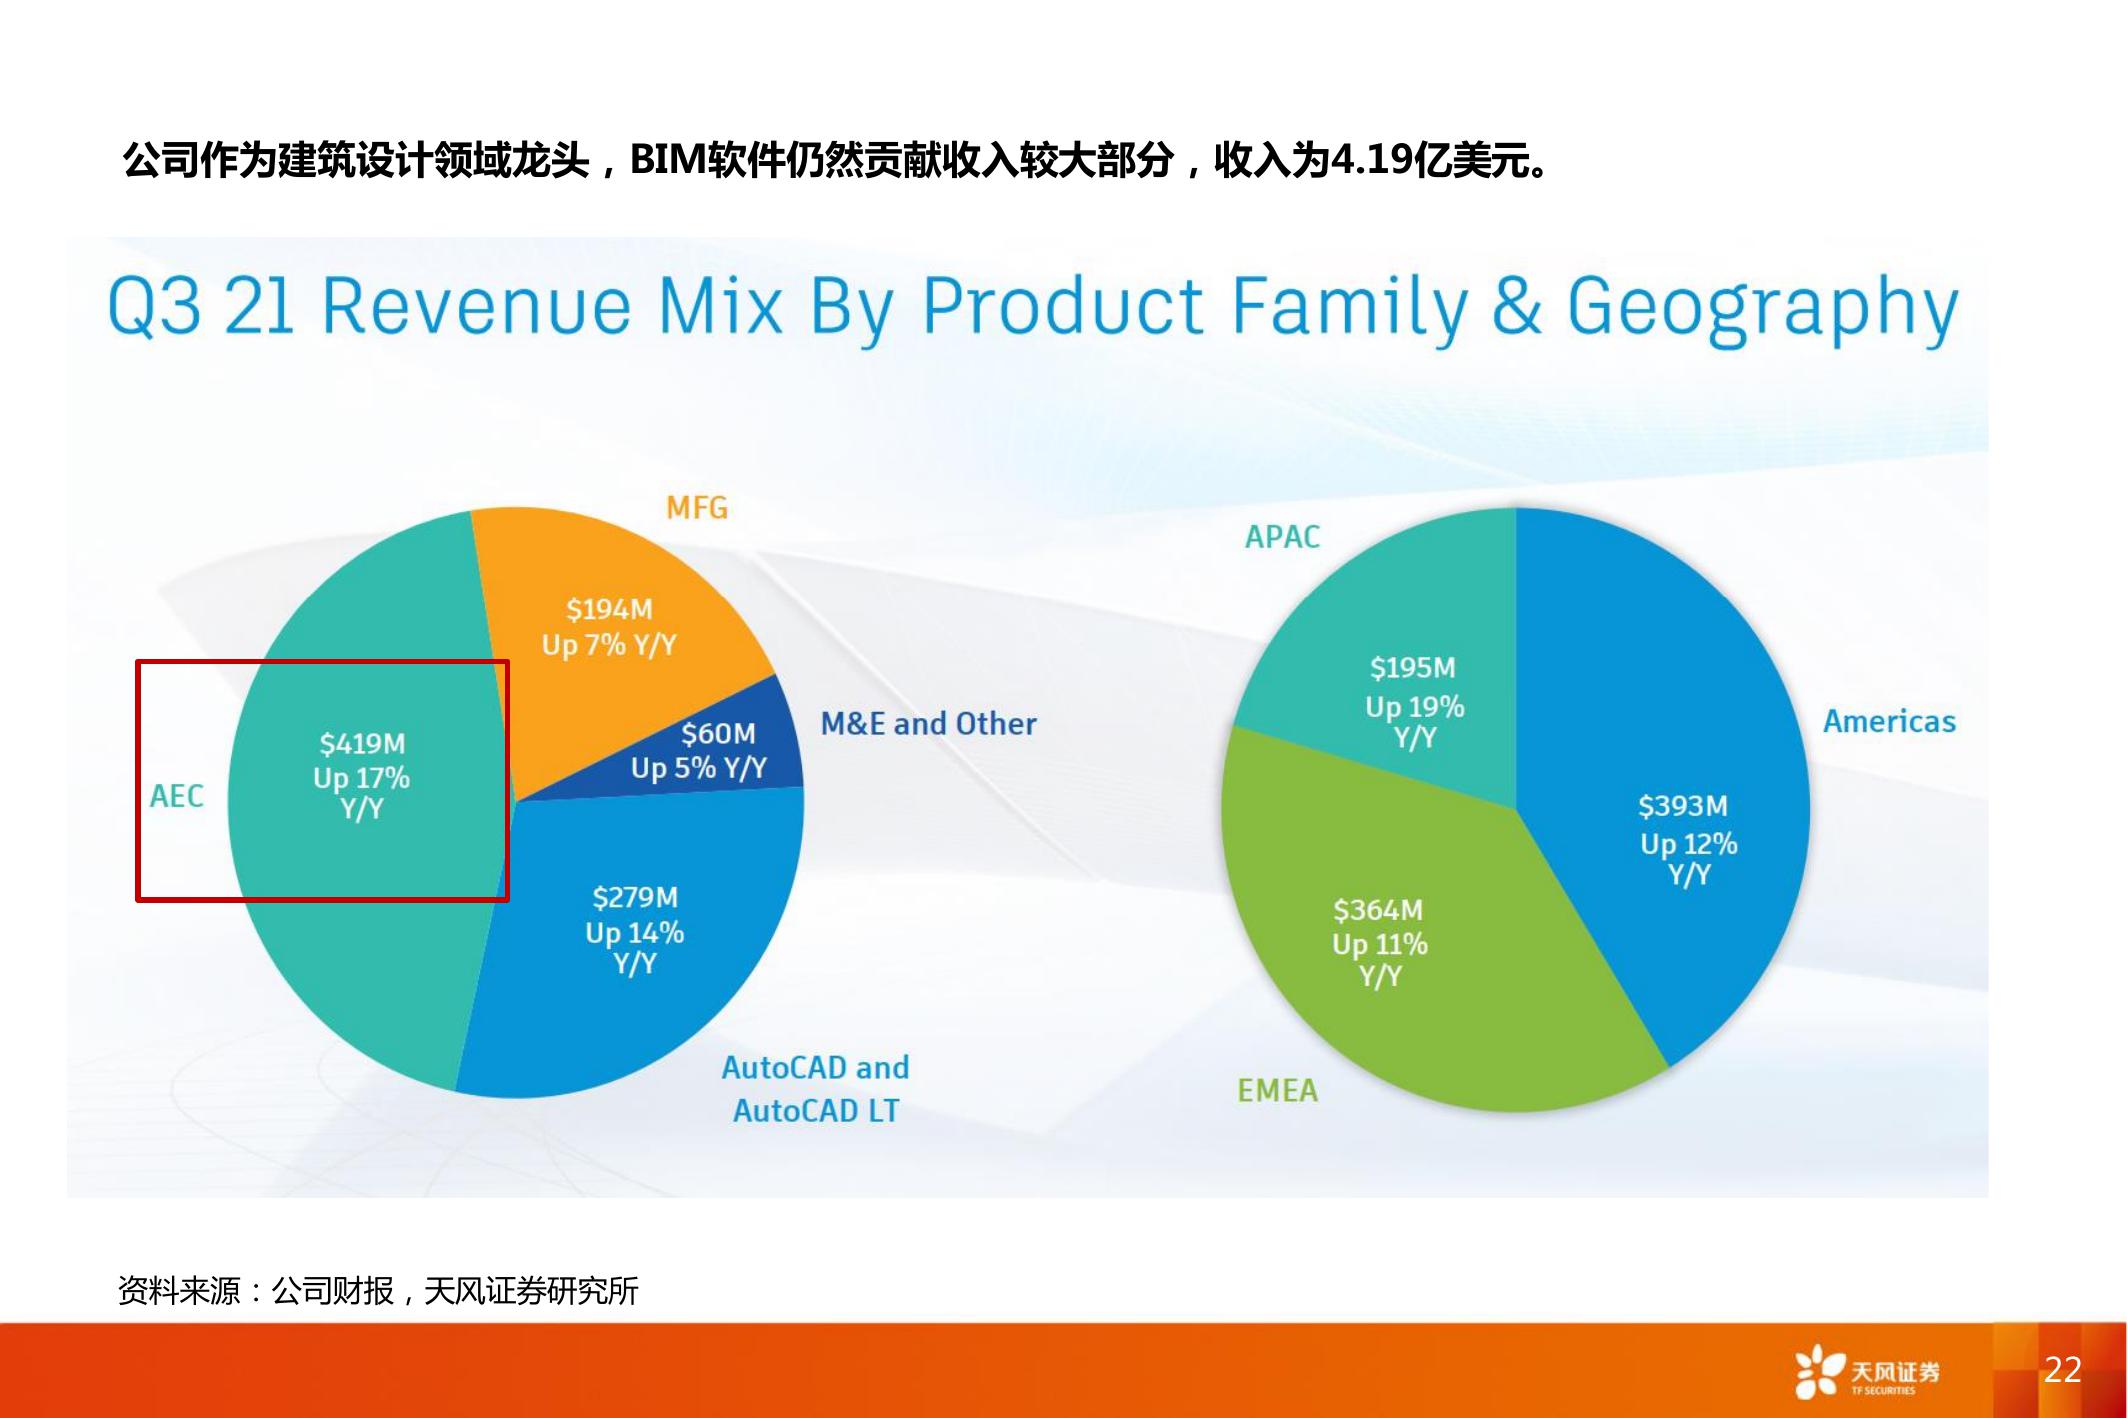 公司作为建筑设计领域龙头，BIM软件仍然贡献收入较大部分，收入为4.19亿美元。
Q3 21 Revenue Mix By Product Family & Geography
MFG
$194M
Up 7% Y/Y
M&E and Other
$60M
Up 5% Y/Y
AEC
$419M
Up 17%
Y/Y
$279M
Up 14%
Y/Y
AutoCAD and
AutoCAD LT
APAC
$195M
Up 19%
Y/Y
Americas
$393M
Up 12%
Y/Y
$364M
Up 11%
Y/Y
EMEA
资料来源：公司财报，天风证券研究所
天风证券
TF SECURITIES
22